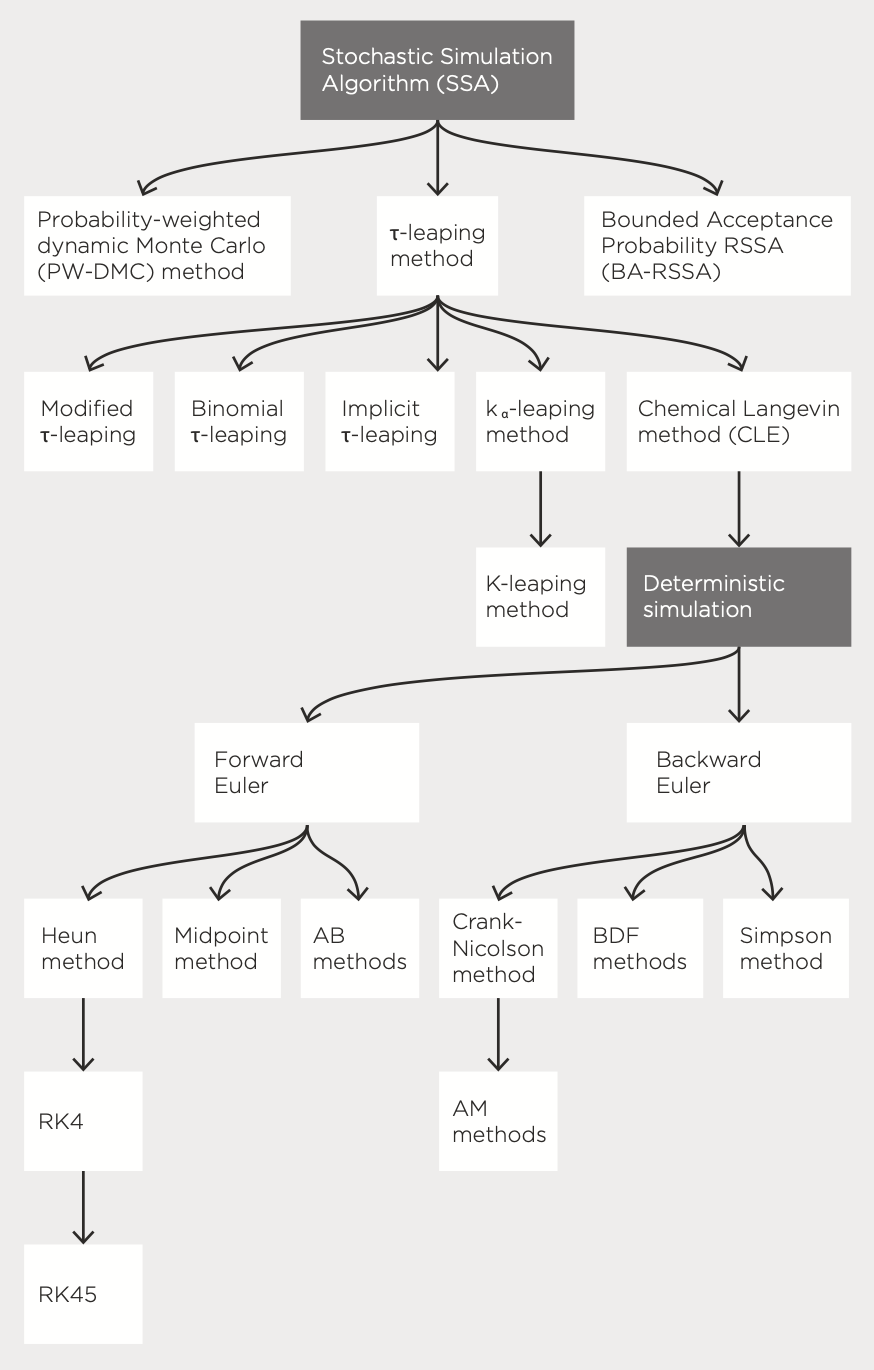 Stochastic Simulation
Algorithm (SSA)
Probability-weighted
dynamic Monte Carlo
(PW-DMC) method
τ-leaping
method
Bounded Acceptance
Probability RSSA
(BA-RSSA)
Modified
τ-leaping
Binomial
τ-leaping
Implicit
τ-leaping
kα-leaping
method
Chemical Langevin
method (CLE)
K-leaping
method
Deterministic
simulation
Forward
Euler
Backward
Euler
Heun
method
Midpoint
method
AB
methods
Crank-
Nicolson
method
BDF
methods
Simpson
method
RK4
AM
methods
RK45